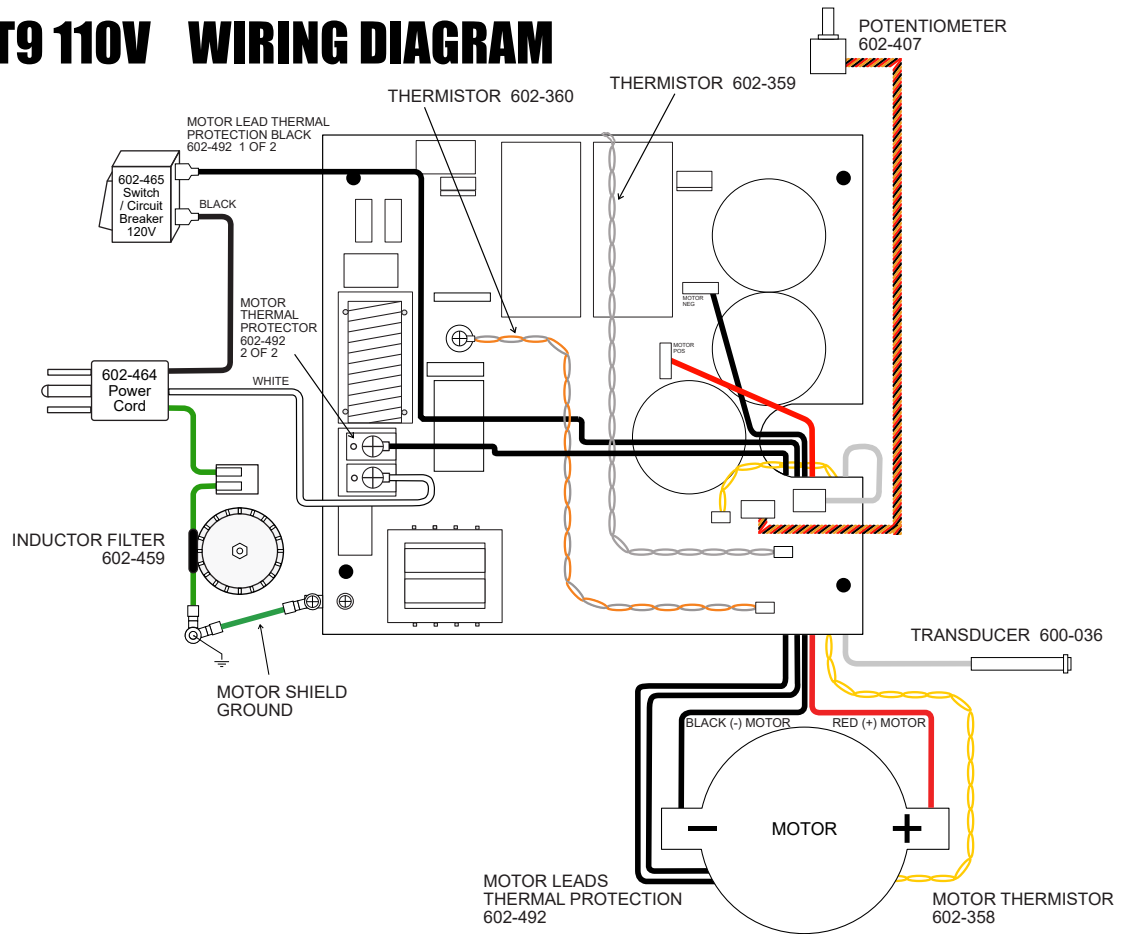 T9 110V WIRING DIAGRAM
POTENTIOMETER
602-407
THERMISTOR 602-360
THERMISTOR 602-359
MOTOR LEAD THERMAL
PROTECTION BLACK
602-492 1 OF 2
602-465
Switch
/ Circuit
Breaker
120V
BLACK
MOTOR
THERMAL
PROTECTOR
602-492
2 OF 2
MOTOR
NEG
MOTOR
POS
602-464
Power
Cord
WHITE
INDUCTOR FILTER
602-459
MOTOR SHIELD
GROUND
TRANSDUCER 600-036
BLACK (-) MOTOR
RED (+) MOTOR
− MOTOR +
MOTOR LEADS
THERMAL PROTECTION
602-492
MOTOR THERMISTOR
602-358